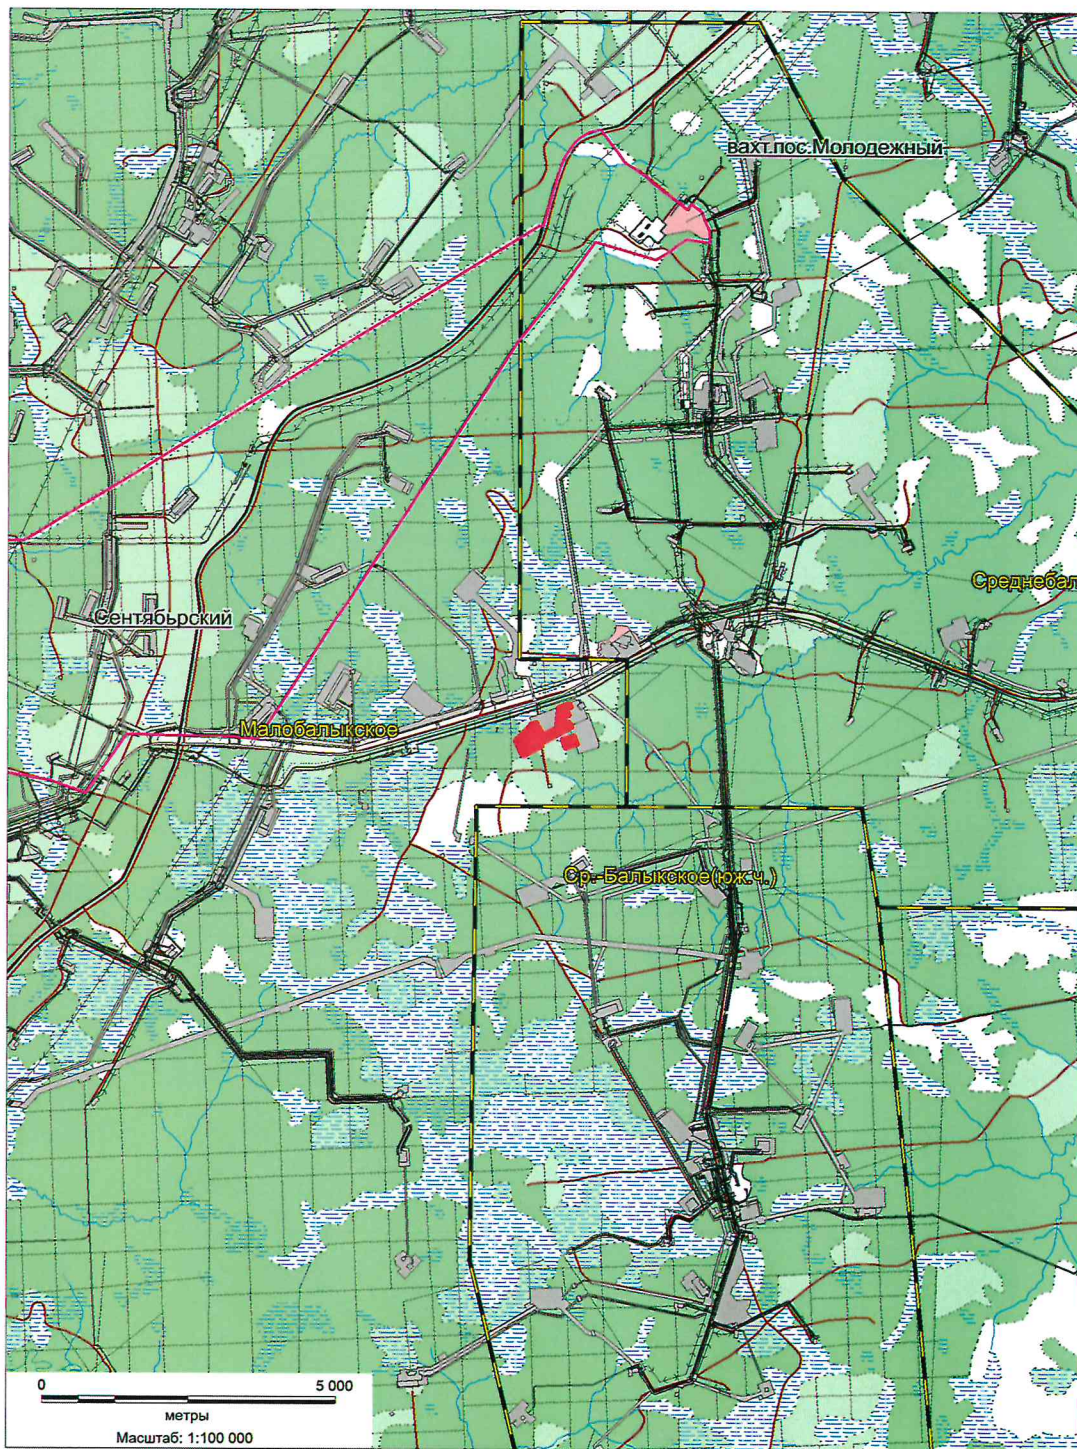 вахт.пос.Молодежный
Среднебал
Сентябрьский
Малобалыкское
Ср.-Балыкское(юж.ч.)
0 5 000
метры
Масштаб: 1:100 000